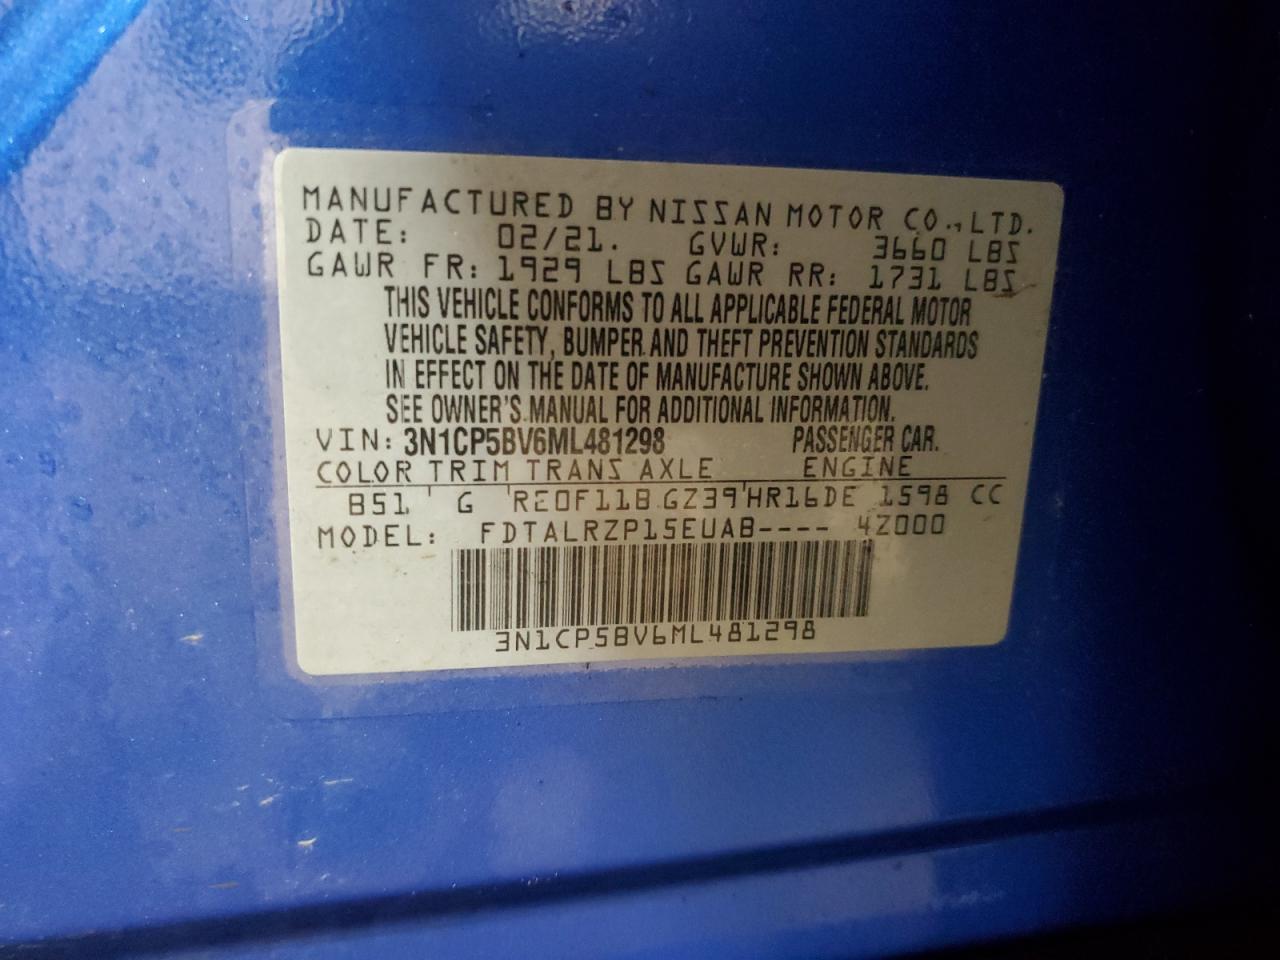 MANUFACTURED BY NISSAN MOTOR CO., LTD.
DATE: 02/21. GVWR: 3660 LBS
GAWR FR: 1929 LBS GAWR RR: 1731 LBS
THIS VEHICLE CONFORMS TO ALL APPLICABLE FEDERAL MOTOR
VEHICLE SAFETY, BUMPER AND THEFT PREVENTION STANDARDS
IN EFFECT ON THE DATE OF MANUFACTURE SHOWN ABOVE.
SEE OWNER'S MANUAL FOR ADDITIONAL INFORMATION.
VIN: 3N1CP5BV6ML481298 PASSENGER CAR.
COLOR TRIM TRANS AXLE ENGINE
B51 ' G 'RE0F11B GZ39'HR16DE 1598 CC
MODEL: FDTALRZP15EUAB---- 4Z000
3N1CP5BV6ML481298